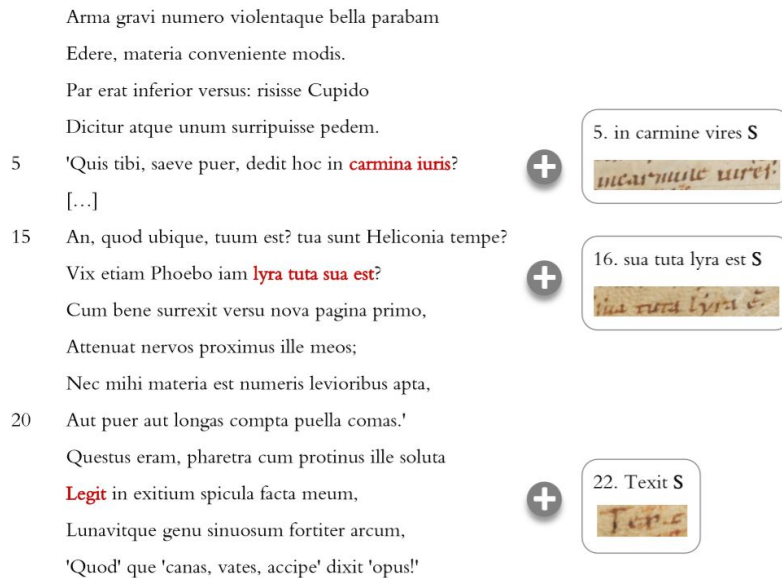 Arma gravi numero violentaque bella parabam
Edere, materia conveniente modis.
Par erat inferior versus: risisse Cupido
Dicitur atque unum surripuisse pedem.
5 'Quis tibi, saeve puer, dedit hoc in carmina iuris?
5. in carmine vires S
incarmine uires.
[…]
15 An, quod ubique, tuum est? tua sunt Heliconia tempe?
Vix etiam Phoebo iam lyra tuta sua est?
16. sua tuta lyra est S
sua tuta lyra ē.
Cum bene surrexit versu nova pagina primo,
Attenuat nervos proximus ille meos;
Nec mihi materia est numeris levioribus apta,
20 Aut puer aut longas compta puella comas.'
Questus eram, pharetra cum protinus ille soluta
Legit in exitium spicula facta meum,
22. Texit S
Lunavitque genu sinuosum fortiter arcum,
'Quod' que 'canas, vates, accipe' dixit 'opus!'